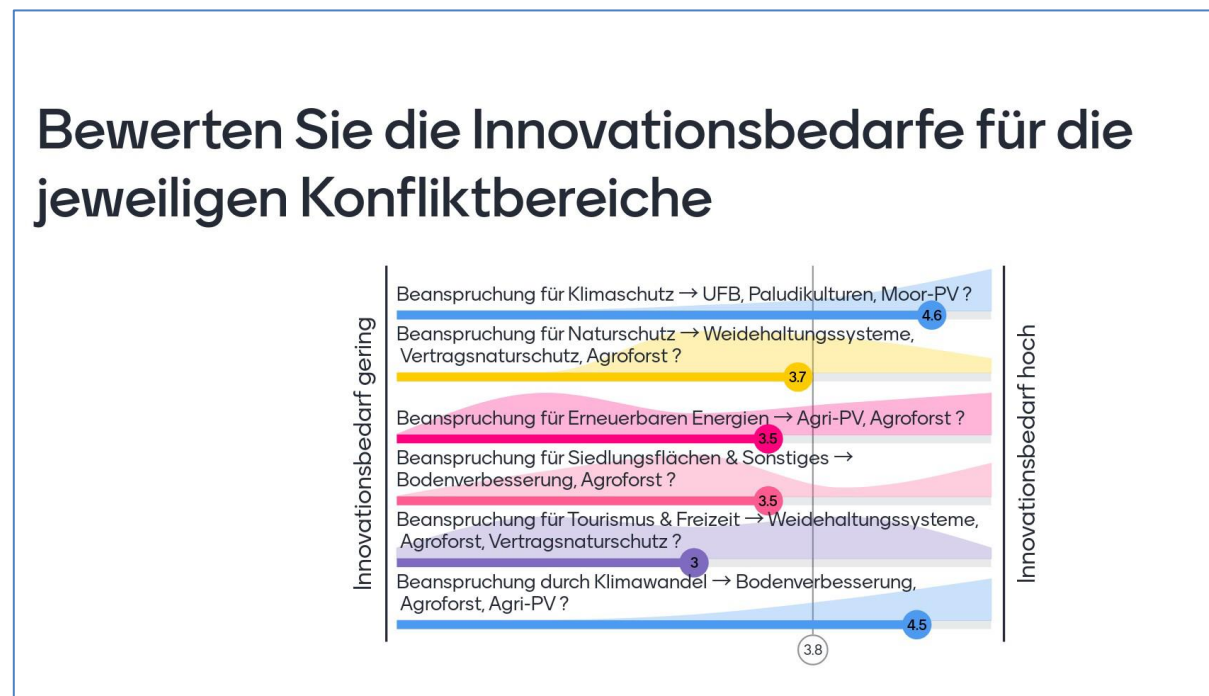 Bewerten Sie die Innovationsbedarfe für die
jeweiligen Konfliktbereiche
Innovationsbedarf gering
Beanspruchung für Klimaschutz → UFB, Paludikulturen, Moor-PV ?
4.6
Beanspruchung für Naturschutz → Weidehaltungssysteme,
Vertragsnaturschutz, Agroforst ?
3.7
Beanspruchung für Erneuerbaren Energien → Agri-PV, Agroforst ?
3.5
Beanspruchung für Siedlungsflächen & Sonstiges →
Bodenverbesserung, Agroforst ?
3.5
Beanspruchung für Tourismus & Freizeit → Weidehaltungssysteme,
Agroforst, Vertragsnaturschutz ?
3
Beanspruchung durch Klimawandel → Bodenverbesserung,
Agroforst, Agri-PV ?
4.5
3.8
Innovationsbedarf hoch